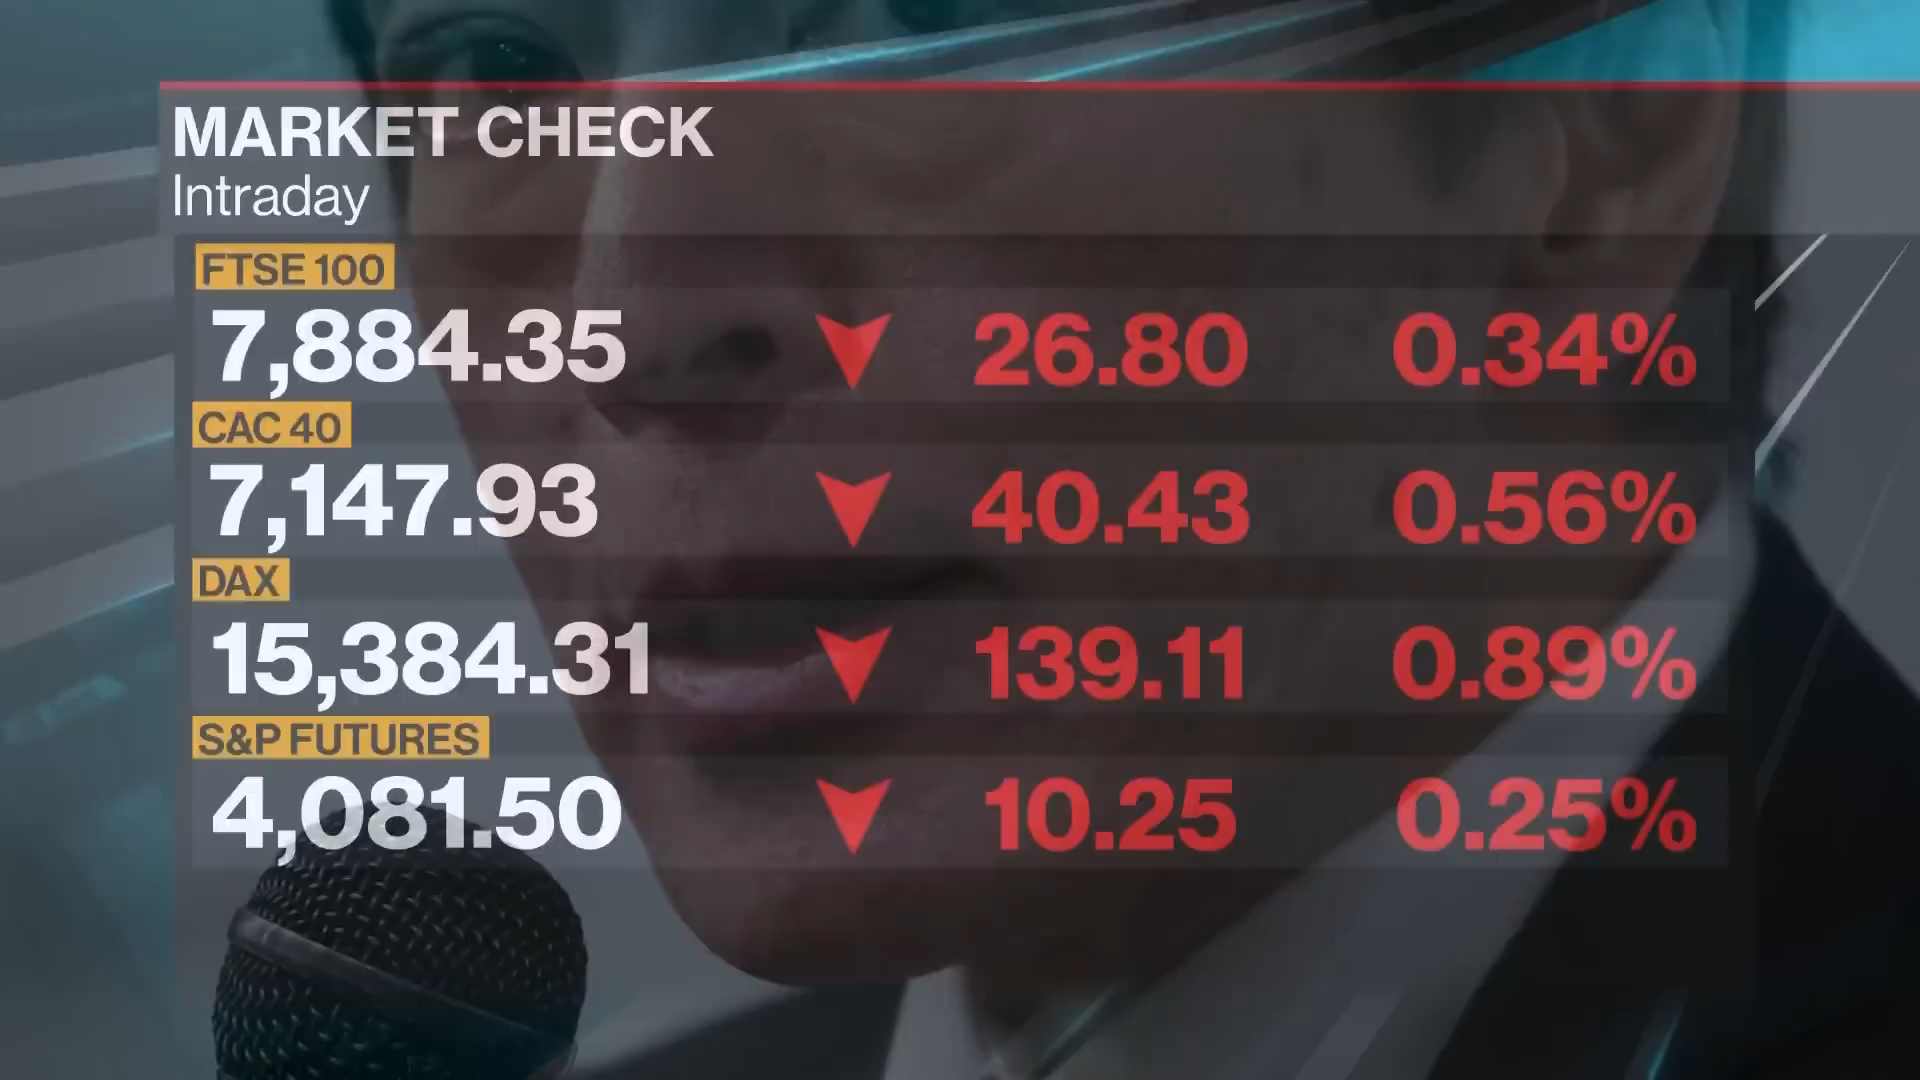 MARKET CHECK
Intraday
FTSE 100
7,884.35 26.80 0.34%
CAC 40
7,147.93 40.43 0.56%
DAX
15,384.31 139.11 0.89%
S&P FUTURES
4,081.50 10.25 0.25%